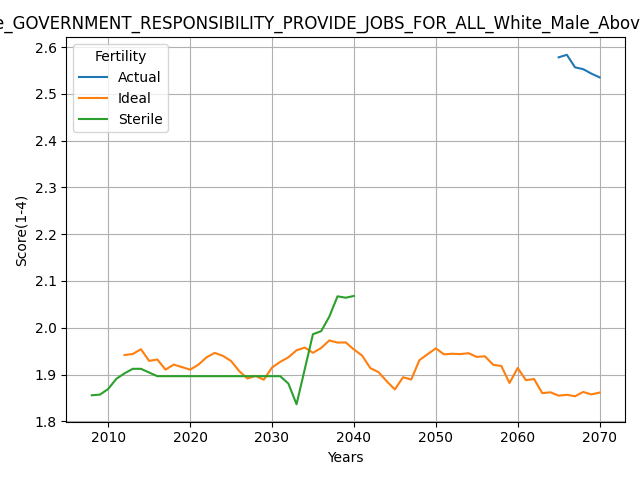 e_GOVERNMENT_RESPONSIBILITY_PROVIDE_JOBS_FOR_ALL_White_Male_Abov
Fertility
Actual
Ideal
Sterile
2.6
2.5
2.4
2.3
2.2
2.1
2.0
1.9
1.8
Score(1-4)
2010 2020 2030 2040 2050 2060 2070
Years